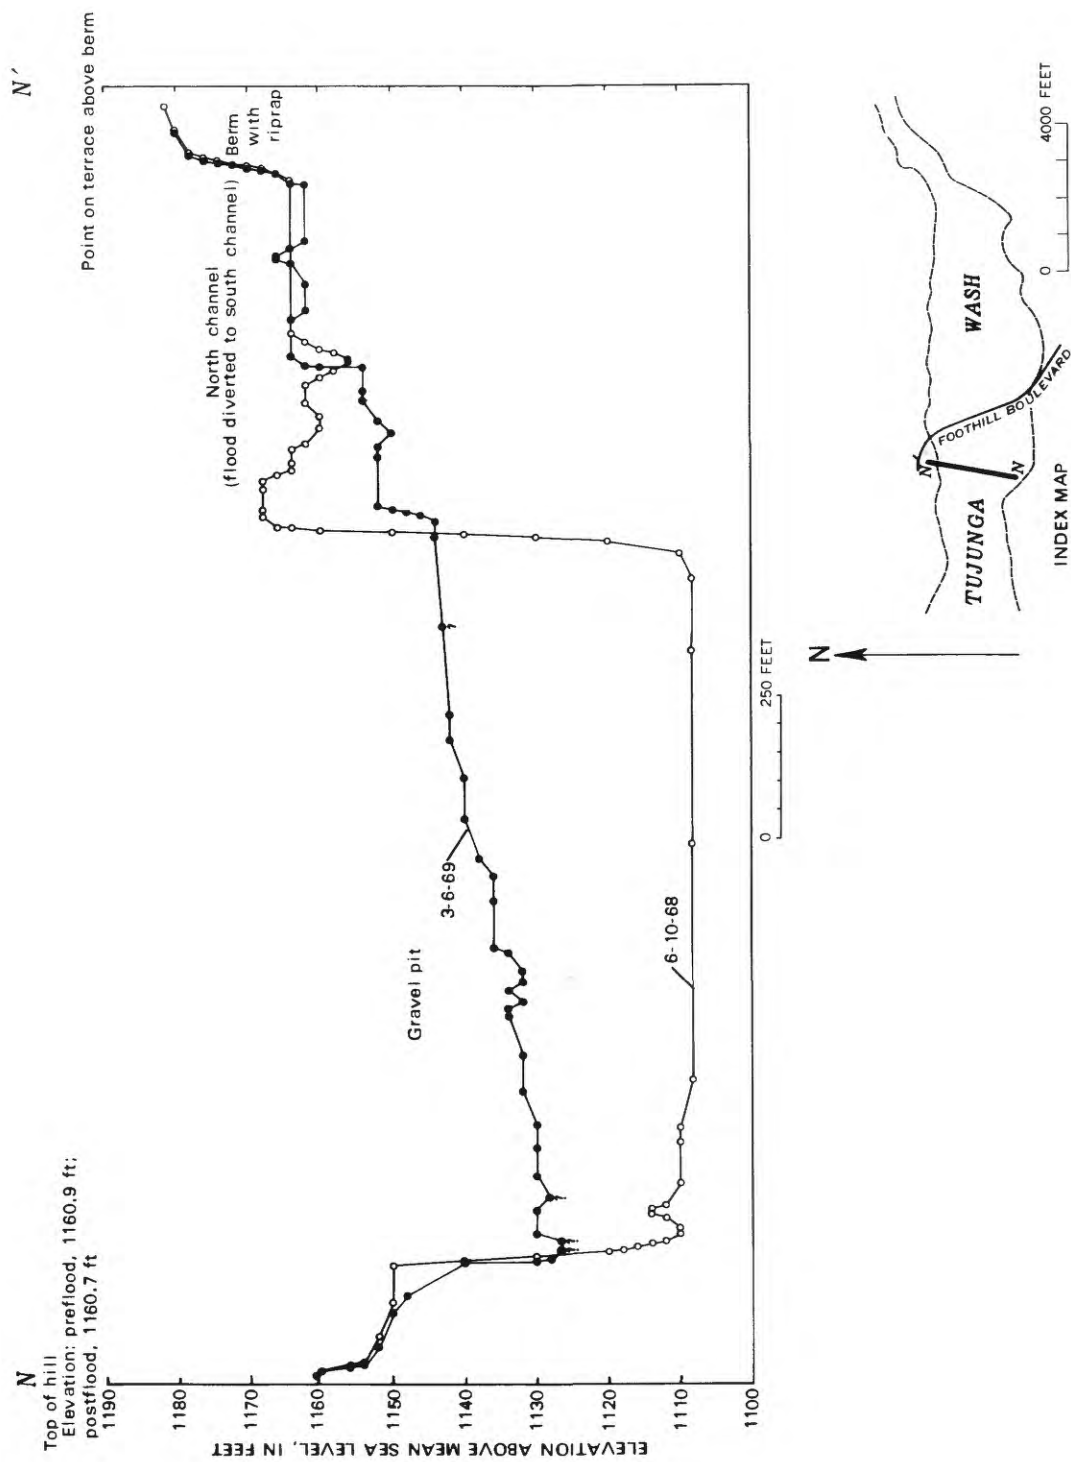 N
Top of hill
Elevation: preflood, 1160.9 ft;
postflood, 1160.7 ft
N′
Point on terrace above berm
North channel
(flood diverted to south channel)
Berm
with
riprap
Gravel pit
3-6-69
6-10-68
ELEVATION ABOVE MEAN SEA LEVEL, IN FEET
1190
1180
1170
1160
1150
1140
1130
1120
1110
1100
0 250 FEET
N
TUJUNGA
WASH
N′
N
FOOTHILL BOULEVARD
0 4000 FEET
INDEX MAP